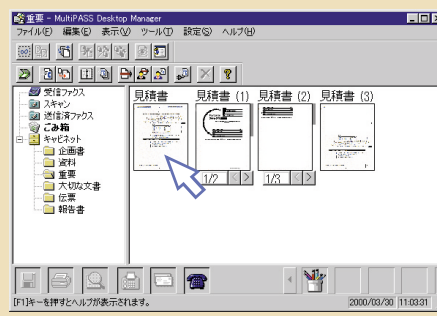 重要 - MultiPASS Desktop Manager
ファイル(F) 編集(E) 表示(V) ツール(T) 設定(S) ヘルプ(H)
受信ファクス
スキャン
送信済ファクス
ごみ箱
キャビネット
企画書
資料
重要
大切な文書
伝票
報告書
見積書 見積書 (1) 見積書 (2) 見積書 (3)
1/2 < > 1/3 < >
[F1]キーを押すとヘルプが表示されます。 2000/03/30 11:03:31